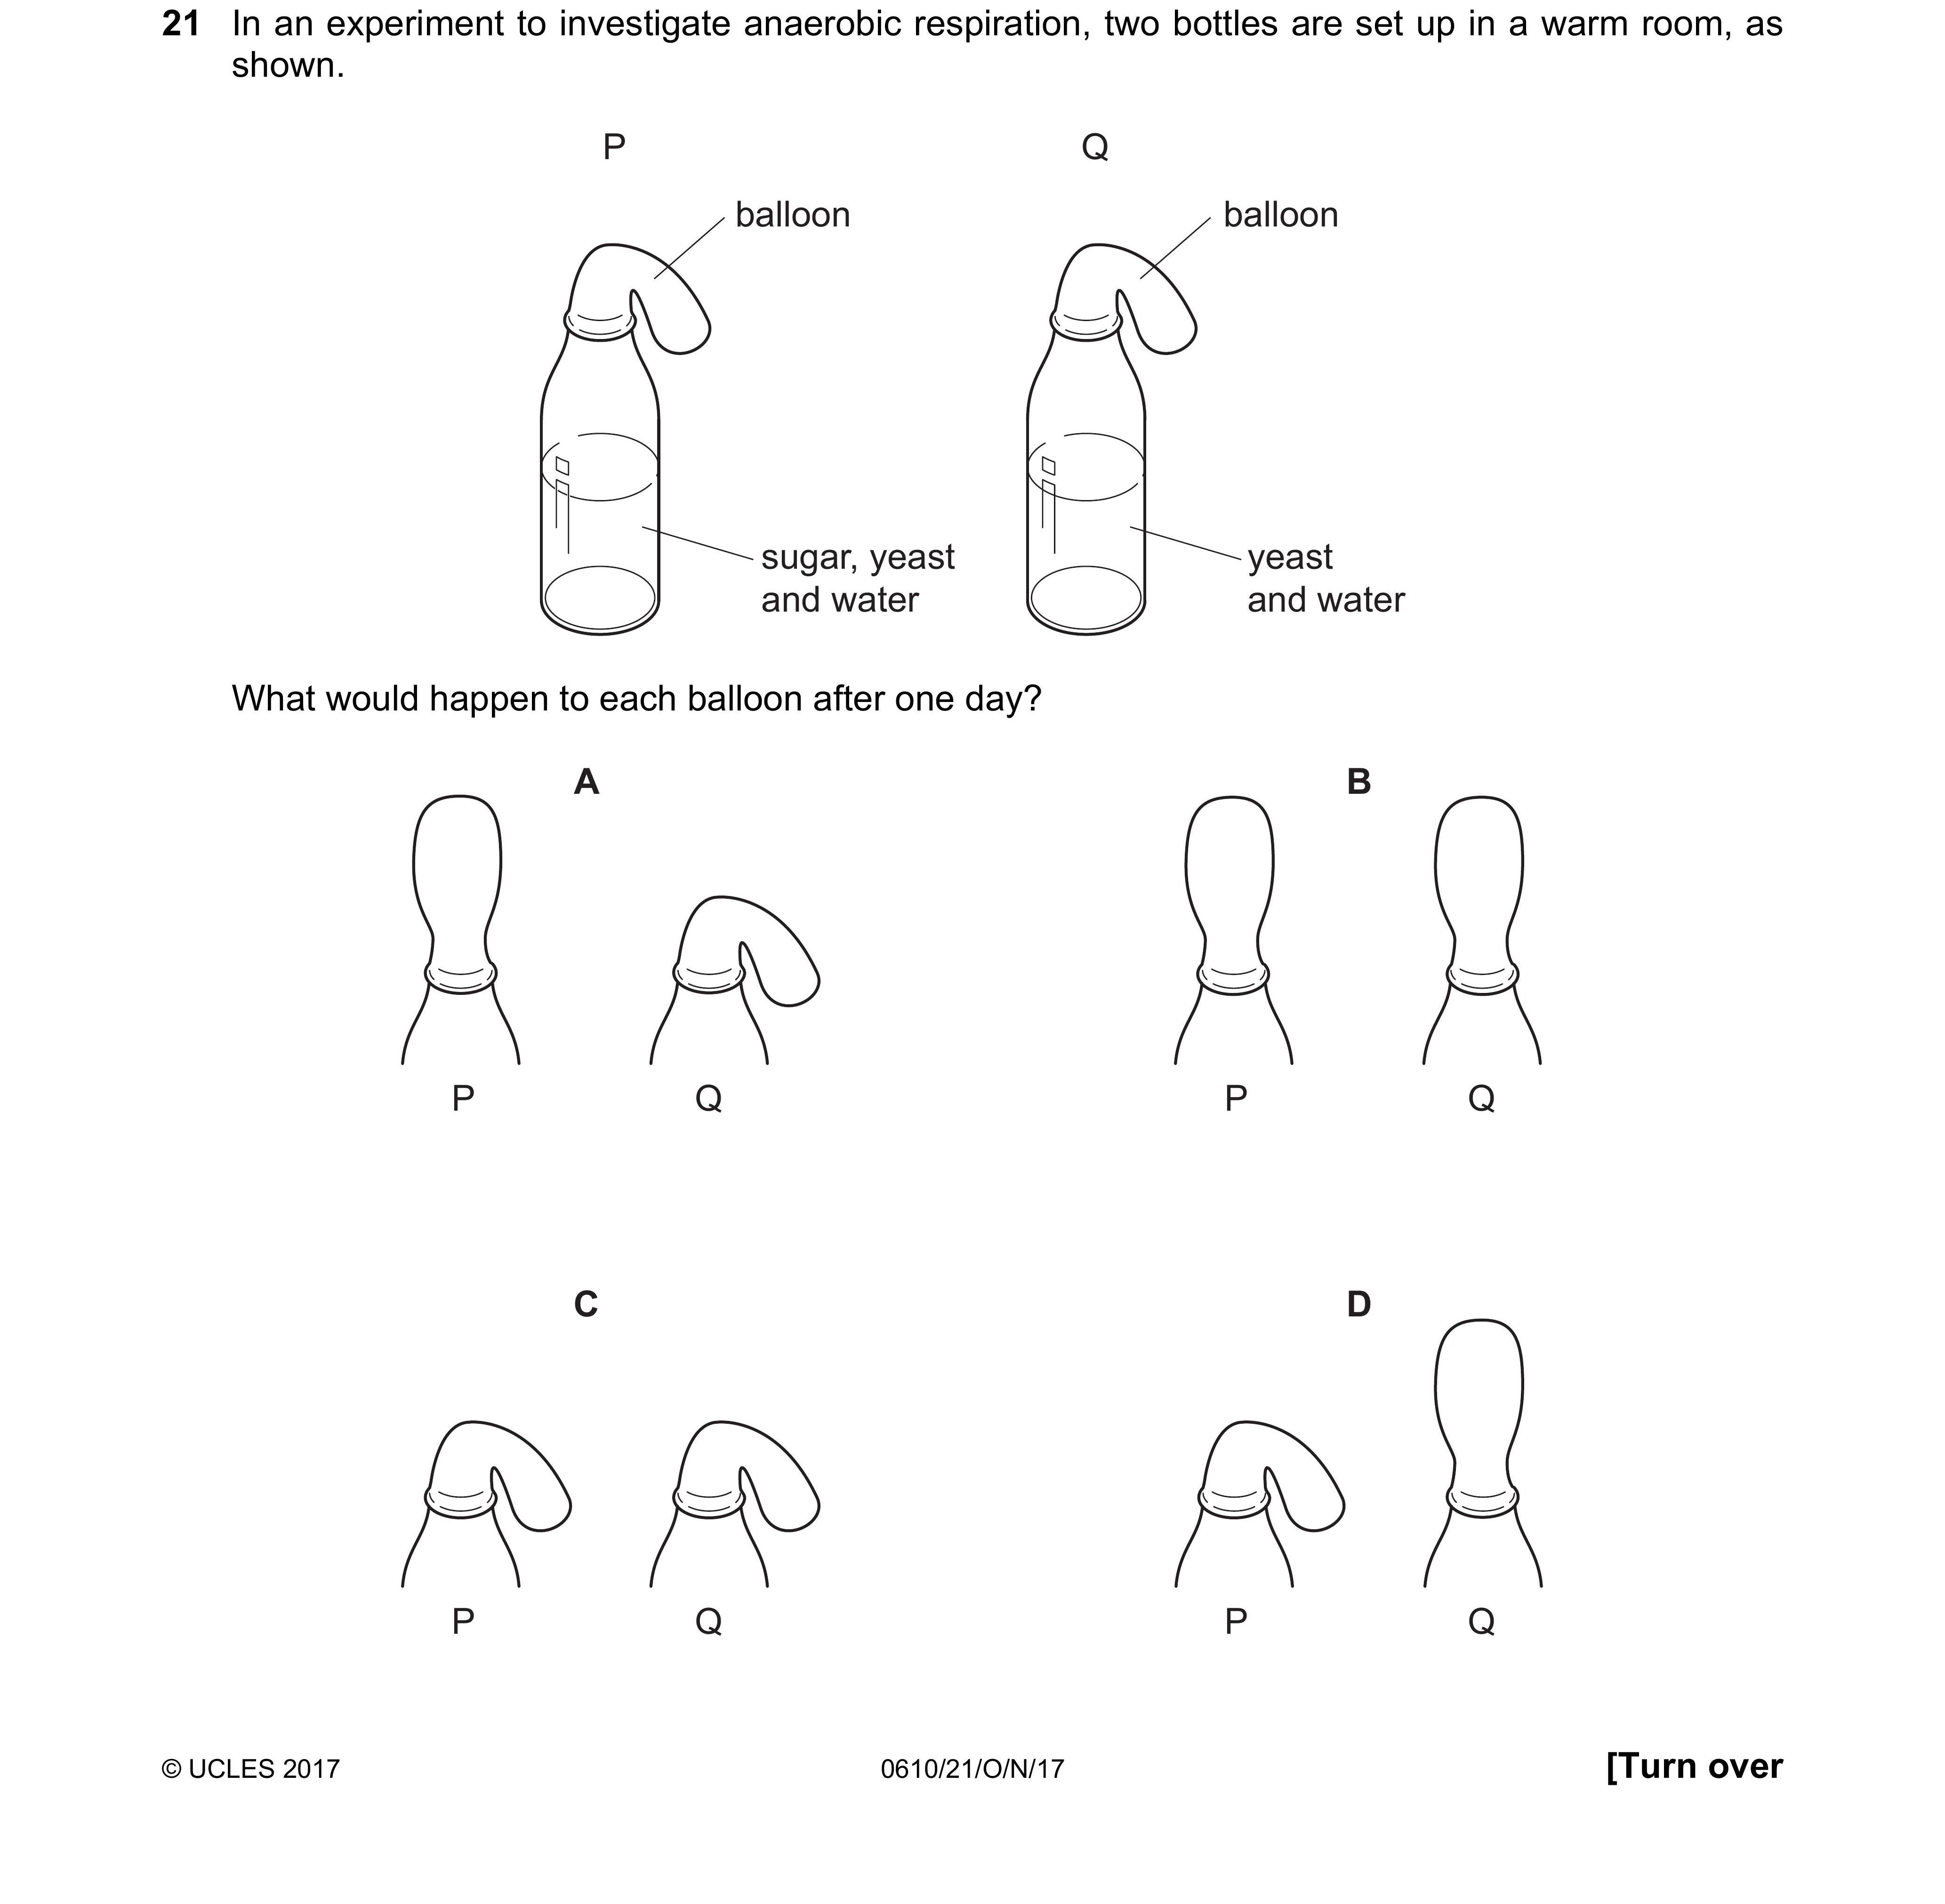 21 In an experiment to investigate anaerobic respiration, two bottles are set up in a warm room, as
shown.
P Q
balloon balloon
sugar, yeast yeast
and water and water
What would happen to each balloon after one day?
A B
P Q P Q
C D
P Q P Q
© UCLES 2017 0610/21/O/N/17 [Turn over